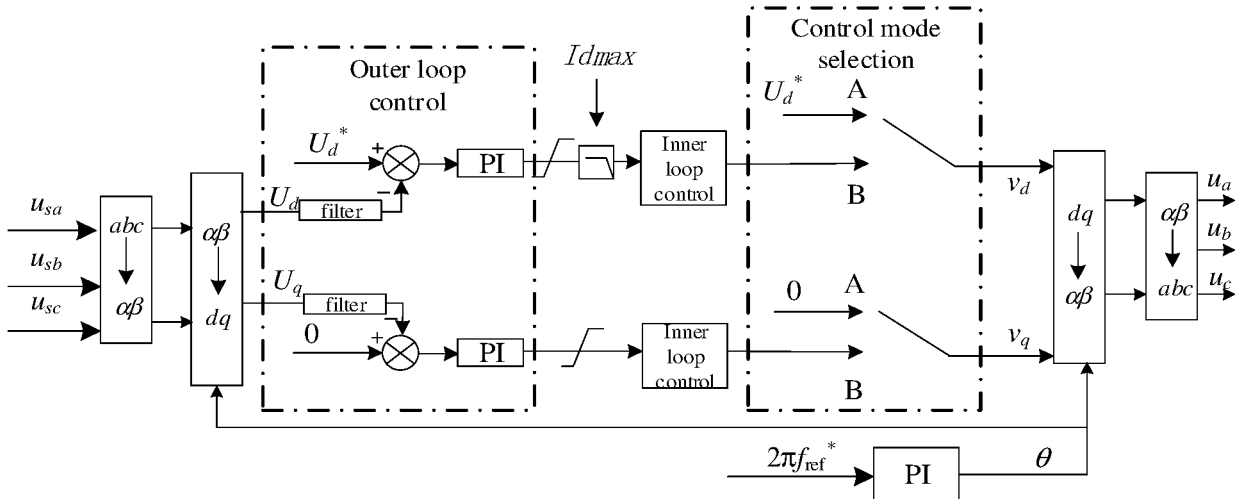 Control mode
selection
Outer loop
control
Idmax
U_d^*
A
U_d^*
PI
Inner
loop
control
B
v_d
U_d
filter
u_sa
abc
αβ
αβ
dq
u_sb
u_sc
U_q
filter
0
PI
Inner
loop
control
0
A
B
v_q
dq
αβ
αβ
abc
u_a
u_b
u_c
2πf_ref^*
PI
θ
+
−
−
+